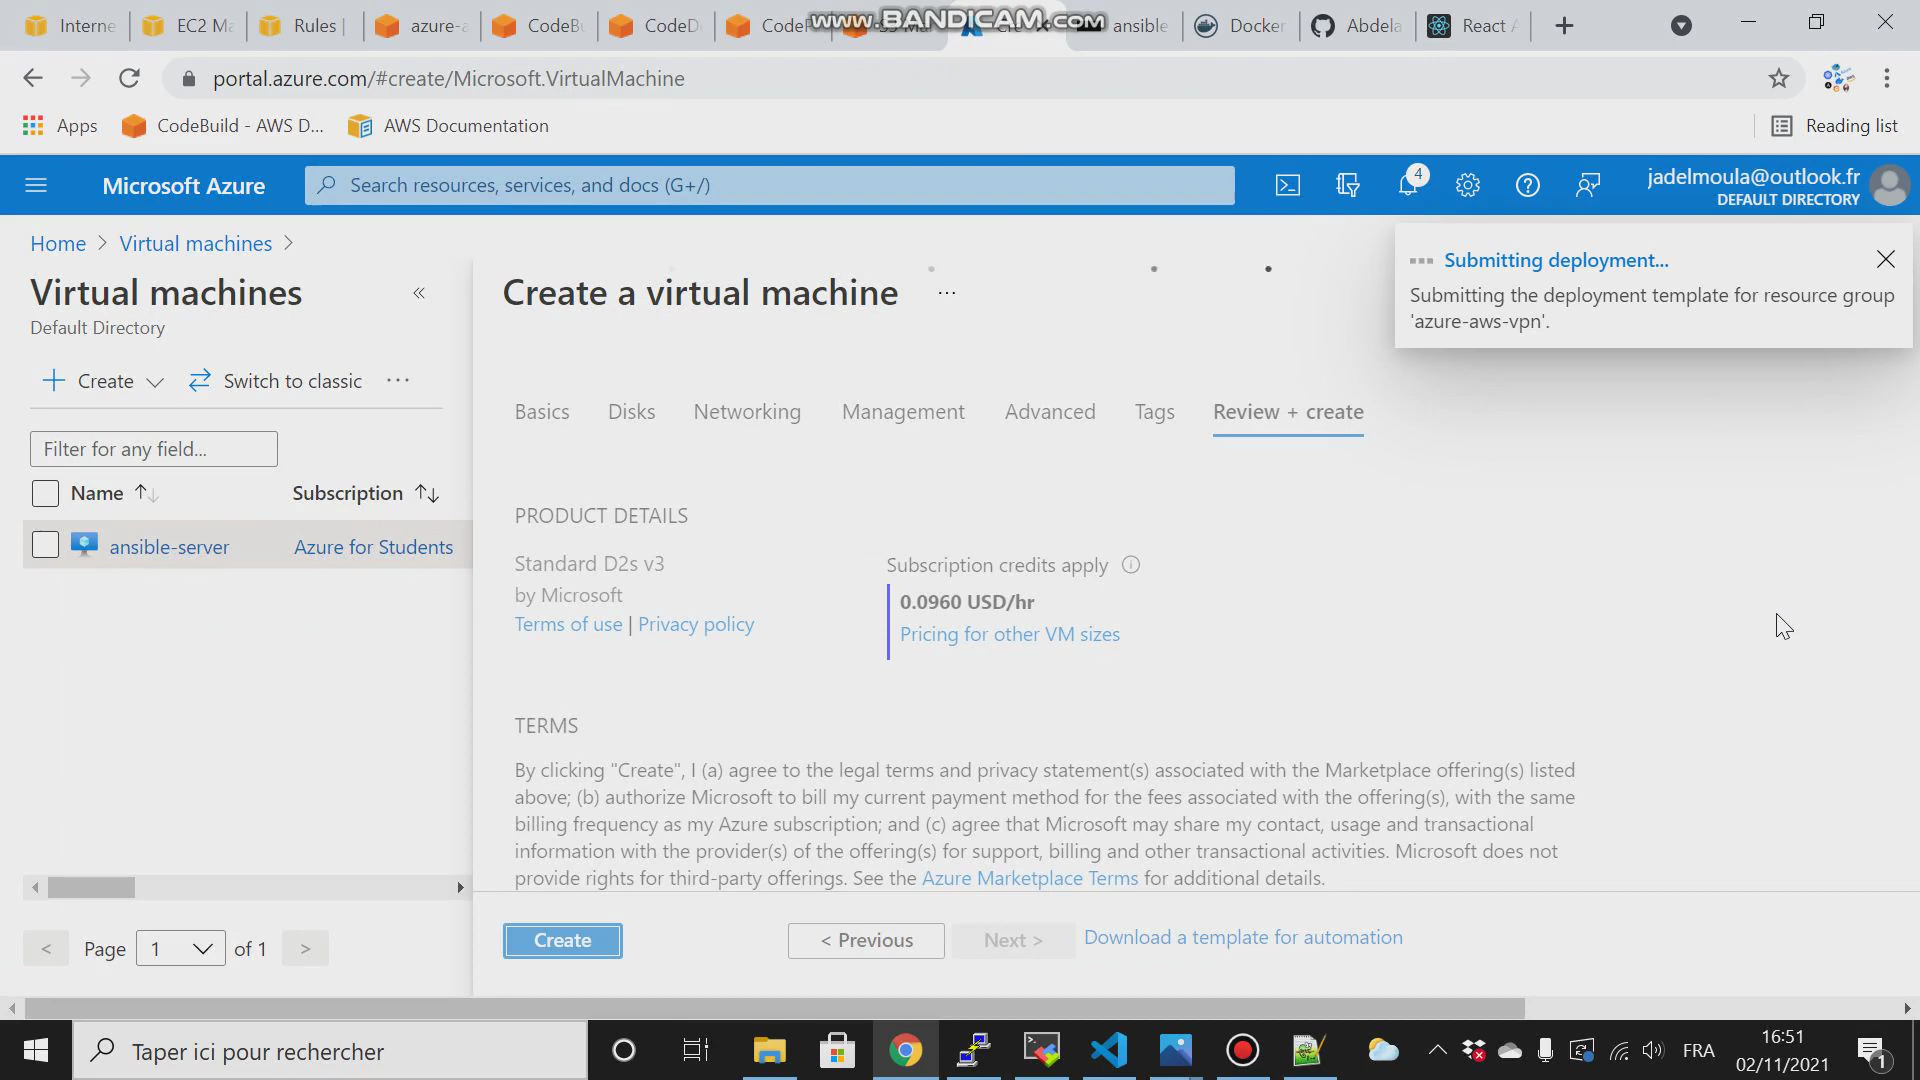 Interne
EC2 Ma
Rules |
azure-a
CodeBu
CodeDe
CodeP
www.BANDICAM.com
ansible
Docker
Abdela
React A
portal.azure.com/#create/Microsoft.VirtualMachine
Apps
CodeBuild - AWS D...
AWS Documentation
Reading list
Microsoft Azure
Search resources, services, and docs (G+/)
4
jadelmoula@outlook.fr
DEFAULT DIRECTORY
Home > Virtual machines >
Submitting deployment...
Submitting the deployment template for resource group
'azure-aws-vpn'.
Virtual machines
«
Default Directory
Create a virtual machine
...
+ Create
Switch to classic
...
Basics
Disks
Networking
Management
Advanced
Tags
Review + create
Filter for any field...
Name ↑↓
Subscription ↑↓
ansible-server
Azure for Students
PRODUCT DETAILS
Standard D2s v3
by Microsoft
Terms of use | Privacy policy
Subscription credits apply
0.0960 USD/hr
Pricing for other VM sizes
TERMS
By clicking "Create", I (a) agree to the legal terms and privacy statement(s) associated with the Marketplace offering(s) listed
above; (b) authorize Microsoft to bill my current payment method for the fees associated with the offering(s), with the same
billing frequency as my Azure subscription; and (c) agree that Microsoft may share my contact, usage and transactional
information with the provider(s) of the offering(s) for support, billing and other transactional activities. Microsoft does not
provide rights for third-party offerings. See the Azure Marketplace Terms for additional details.
< Page 1 of 1 >
Create
< Previous
Next >
Download a template for automation
Taper ici pour rechercher
FRA
16:51
02/11/2021
1